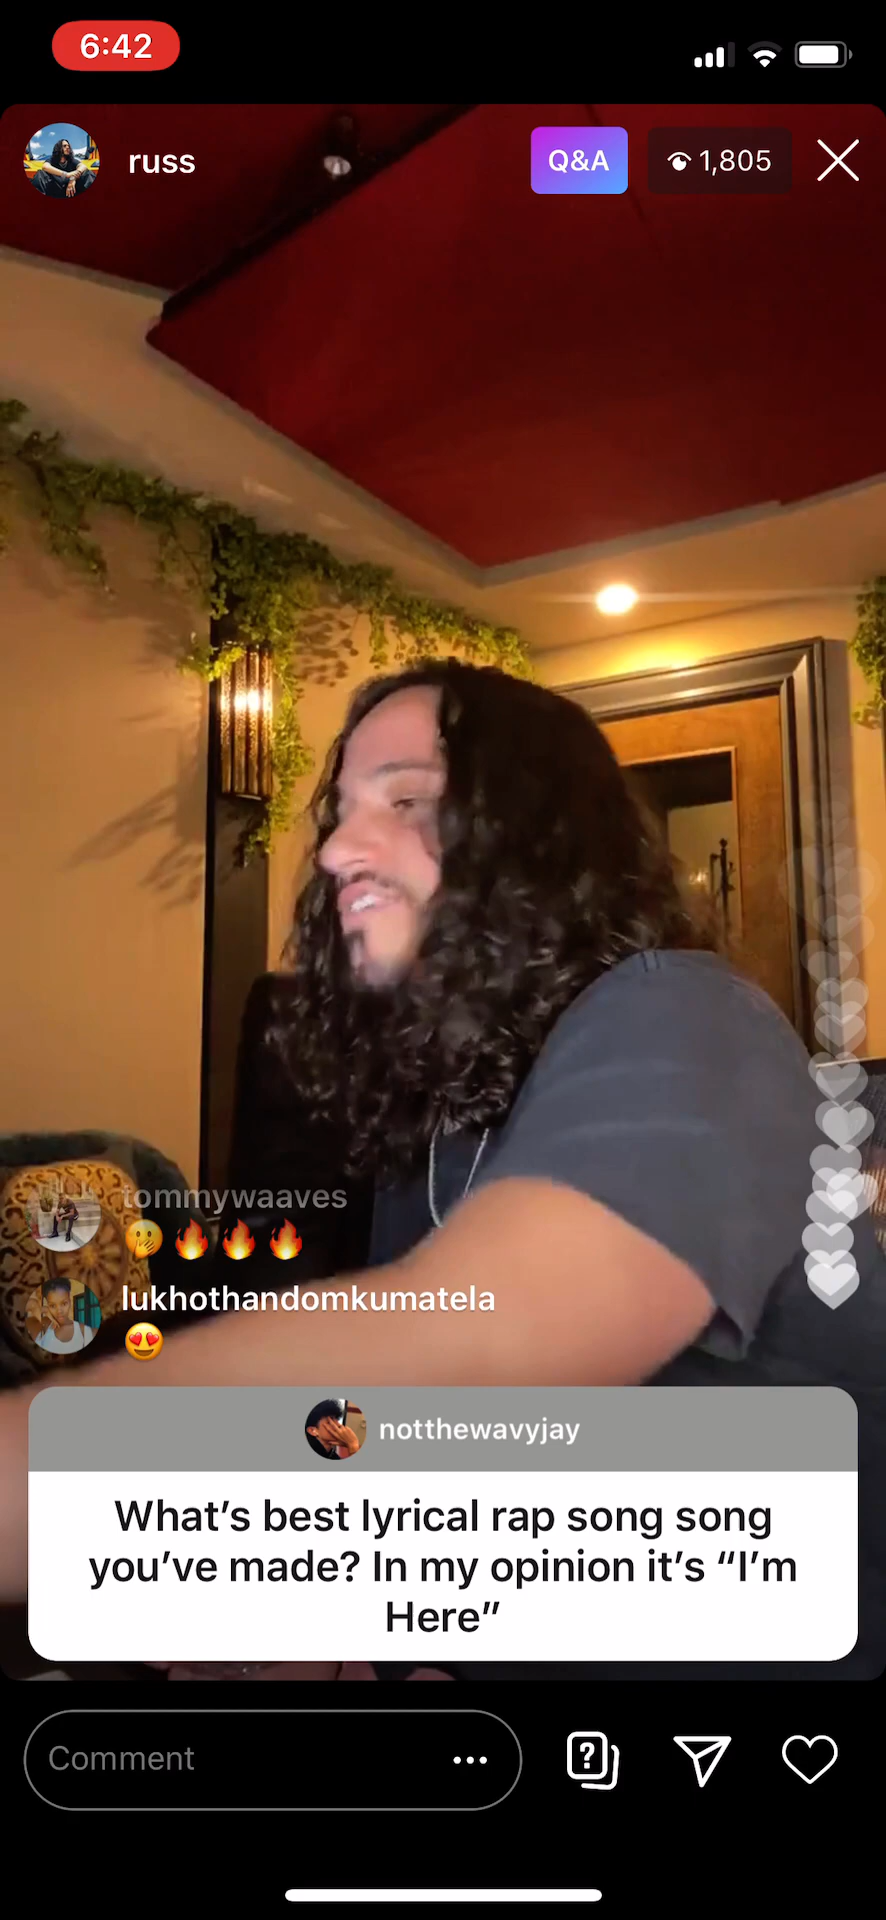 6:42
russ
Q&A
1,805
tommywaaves
🫢🔥🔥🔥
lukhothandomkumatela
😍
notthewavyjay
What’s best lyrical rap song song
you’ve made? In my opinion it’s “I’m
Here”
Comment